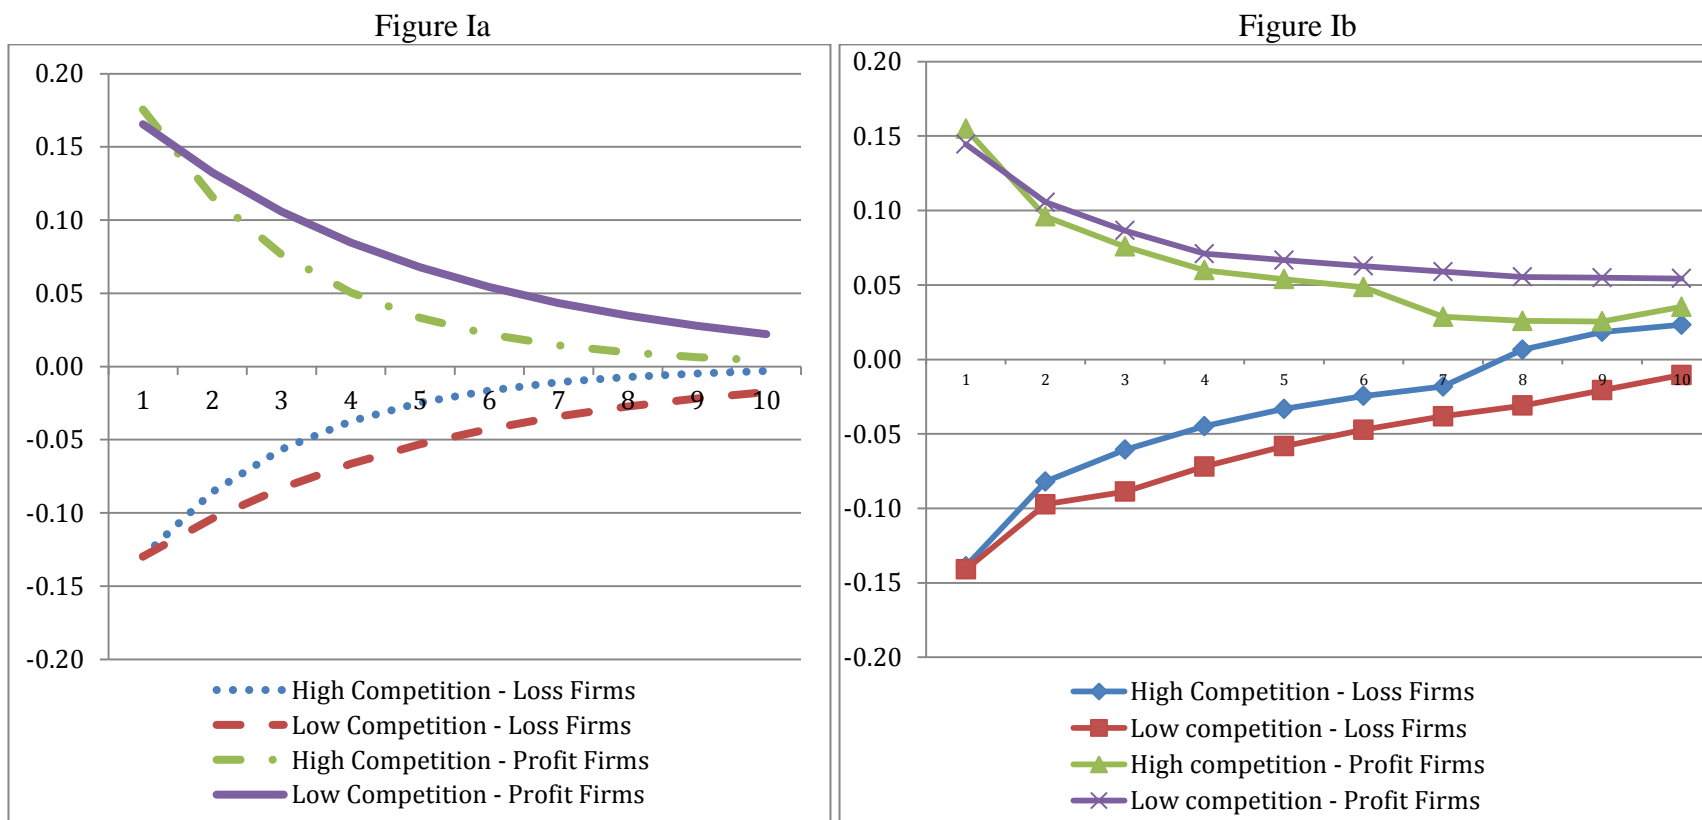 Figure Ia
0.20
0.15
0.10
0.05
0.00
-0.05
-0.10
-0.15
-0.20
1 2 3 4 5 6 7 8 9 10
High Competition - Loss Firms
Low Competition - Loss Firms
High Competition - Profit Firms
Low Competition - Profit Firms
Figure Ib
0.20
0.15
0.10
0.05
0.00
-0.05
-0.10
-0.15
-0.20
1 2 3 4 5 6 7 8 9 10
High Competition - Loss Firms
Low competition - Loss Firms
High competition - Profit Firms
Low competition - Profit Firms